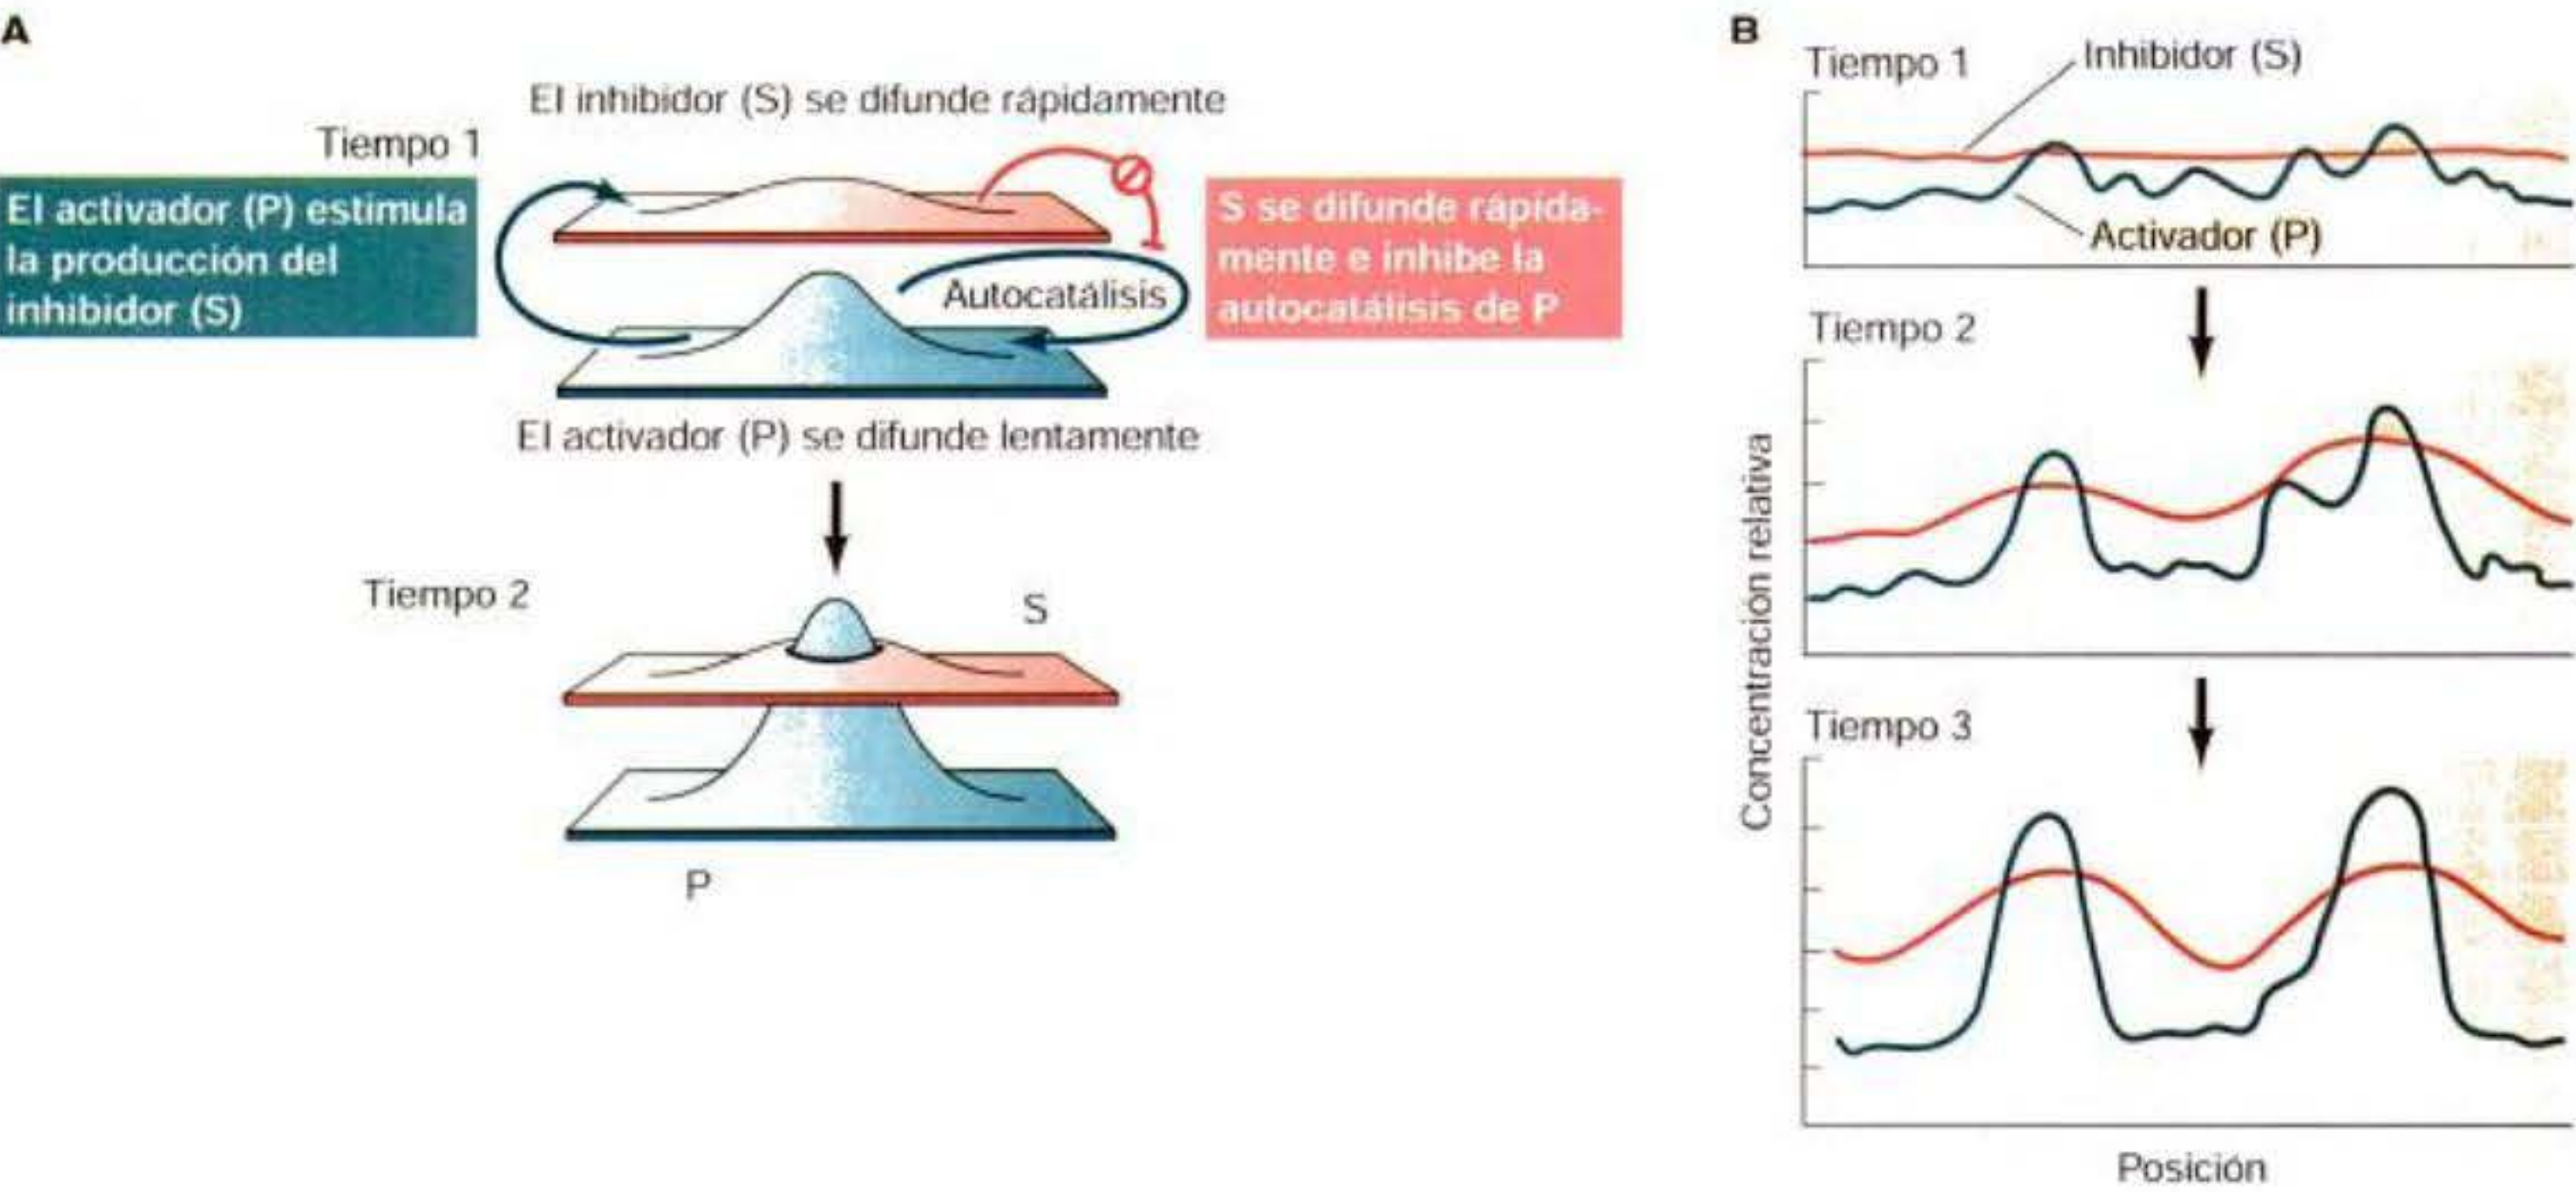 A
El inhibidor (S) se difunde rápidamente
Tiempo 1
El activador (P) estimula
la producción del
inhibidor (S)
Autocatálisis
S se difunde rápida-
mente e inhibe la
autocatálisis de P
El activador (P) se difunde lentamente
Tiempo 2
S
P
B
Tiempo 1
Inhibidor (S)
Activador (P)
Tiempo 2
Concentración relativa
Tiempo 3
Posición